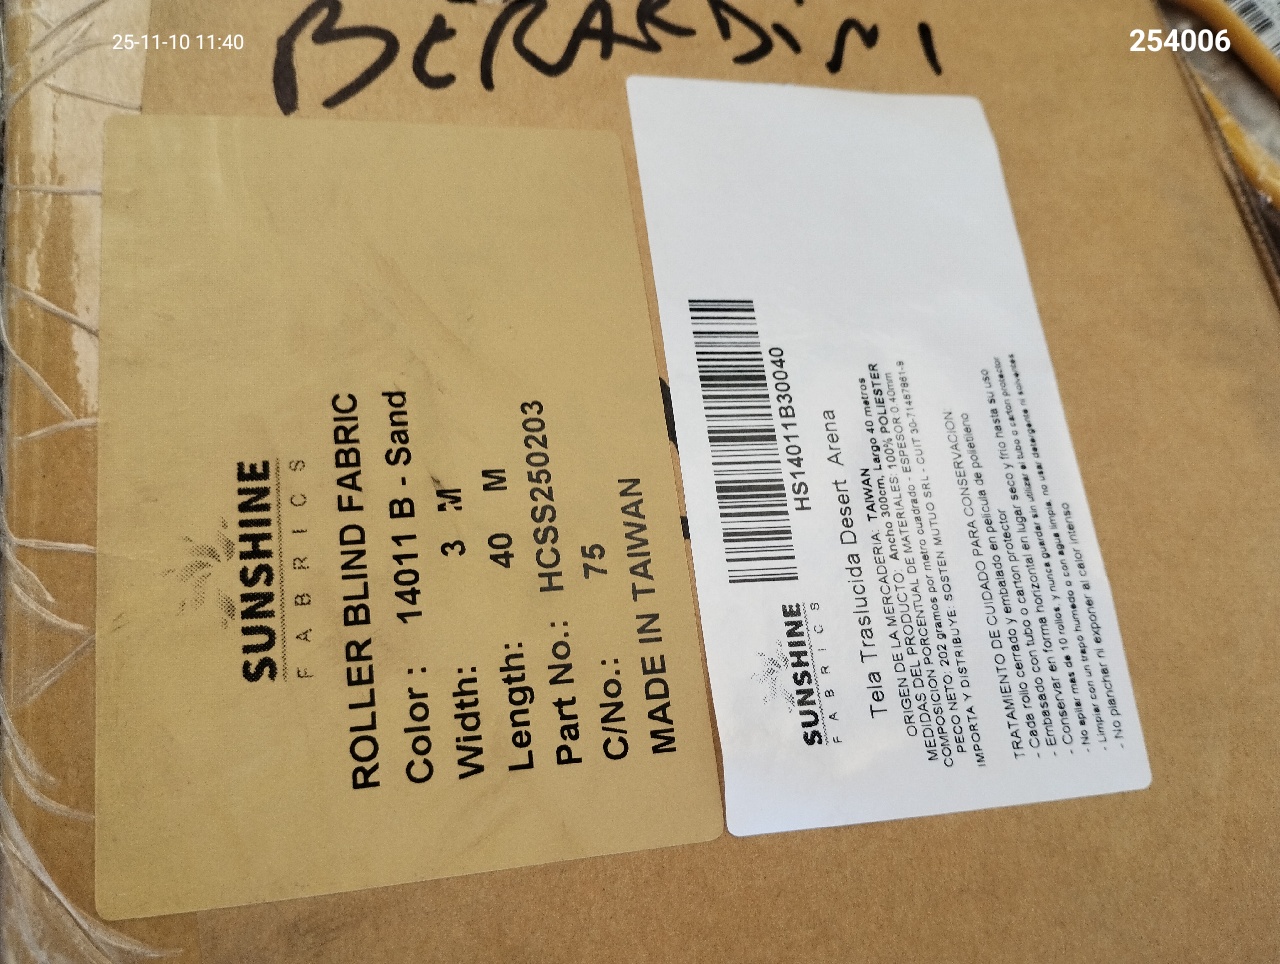 25-11-10 11:40
254006
BERARDiNi
SUNSHINE
FABRICS
ROLLER BLIND FABRIC
Color : 14011 B - Sand
Width: 3 M
Length: 40 M
Part No.: HCSS250203
C/No.: 75
MADE IN TAIWAN
SUNSHINE
FABRICS
HS14011B30040
Tela Traslucida Desert Arena
ORIGEN DE LA MERCADERIA: TAIWAN
MEDIDAS DEL PRODUCTO: Ancho 300cm, Largo 40 metros
COMPOSICION PORCENTUAL DE MATERIALES: 100% POLIESTER
PECO NETO: 202 gramos por metro cuadrado - ESPESOR 0.40mm
IMPORTA Y DISTRIBUYE: SOSTEN MUTUO SRL - CUIT 30-71487861-9
TRATAMIENTO DE CUIDADO PARA CONSERVACION:
- Cada rollo cerrado y embalado en pelicula de polietileno
- Embasado con tubo o carton protector
- Conservar en forma horizontal en lugar seco y frio hasta su uso
- No apilar mas de 10 rollos, y nunca guardar sin utilizar el tubo o carton protector
- Limpiar con un trapo humedo o con agua limpia, no usar detergente ni solventes
- No planchar ni exponer al calor intenso